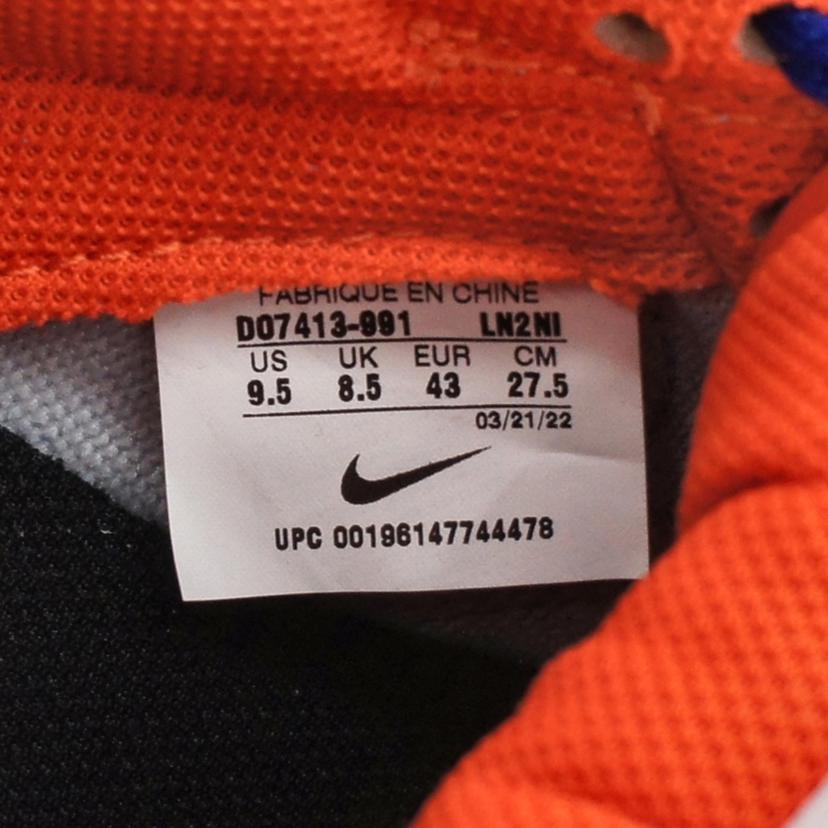 FABRIQUE EN CHINE
DO7413-991 LN2NI
US UK EUR CM
9.5 8.5 43 27.5
03/21/22
UPC 00196147744478